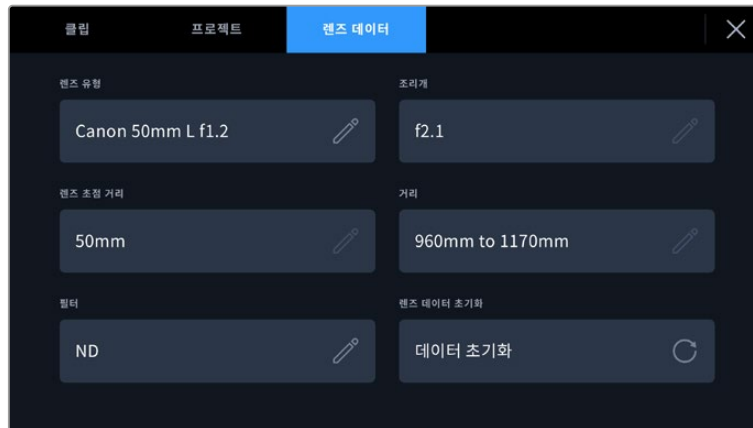 클립 프로젝트 렌즈 데이터
렌즈 유형 조리개
Canon 50mm L f1.2 f2.1
렌즈 초점 거리 거리
50mm 960mm to 1170mm
필터 렌즈 데이터 초기화
ND 데이터 초기화